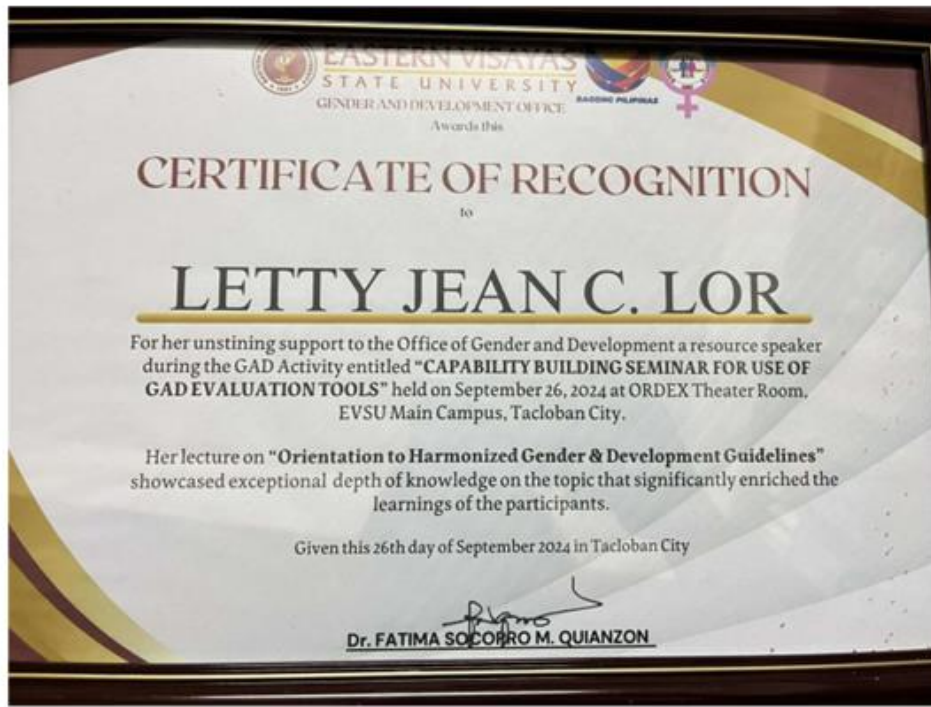 EASTERN VISAYAS
STATE UNIVERSITY
GENDER AND DEVELOPMENT OFFICE
BAGONG PILIPINAS
Awards this
CERTIFICATE OF RECOGNITION
to
LETTY JEAN C. LOR
For her unstining support to the Office of Gender and Development a resource speaker
during the GAD Activity entitled "CAPABILITY BUILDING SEMINAR FOR USE OF
GAD EVALUATION TOOLS" held on September 26, 2024 at ORDEX Theater Room,
EVSU Main Campus, Tacloban City.
Her lecture on "Orientation to Harmonized Gender & Development Guidelines"
showcased exceptional depth of knowledge on the topic that significantly enriched the
learnings of the participants.
Given this 26th day of September 2024 in Tacloban City
Dr. FATIMA SOCORRO M. QUIANZON